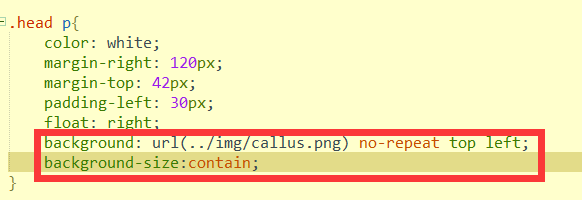 .head p{
color: white;
margin-right: 120px;
margin-top: 42px;
padding-left: 30px;
float: right;
background: url(../img/callus.png) no-repeat top left;
background-size:contain;
}